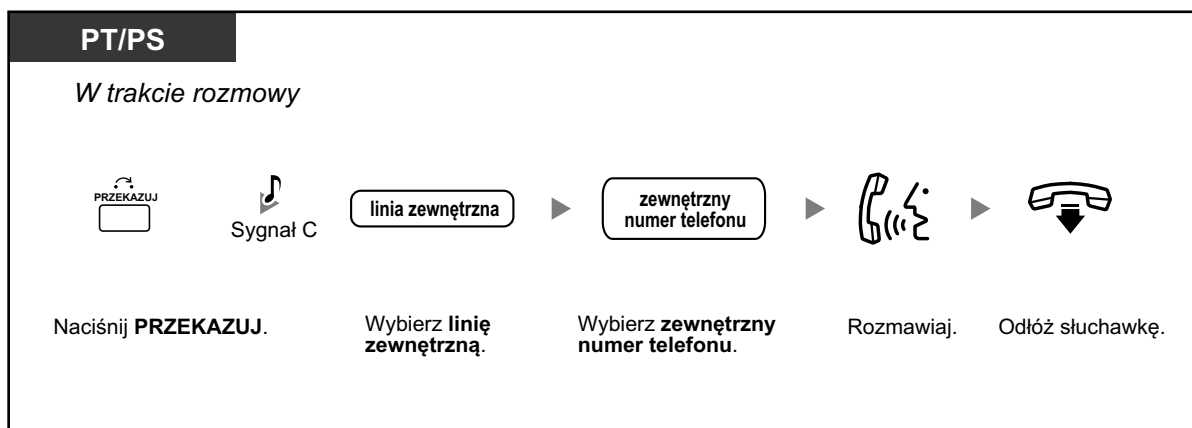 PT/PS
W trakcie rozmowy
PRZEKAZUJ
Sygnał C
linia zewnętrzna
zewnętrzny
numer telefonu
Naciśnij PRZEKAZUJ.
Wybierz linię
zewnętrzną.
Wybierz zewnętrzny
numer telefonu.
Rozmawiaj.
Odłóż słuchawkę.